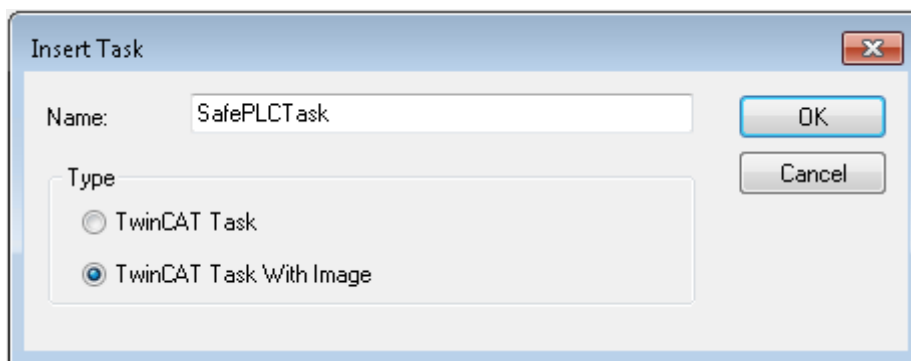 Insert Task
Name:
SafePLCTask
OK
Cancel
Type
TwinCAT Task
TwinCAT Task With Image